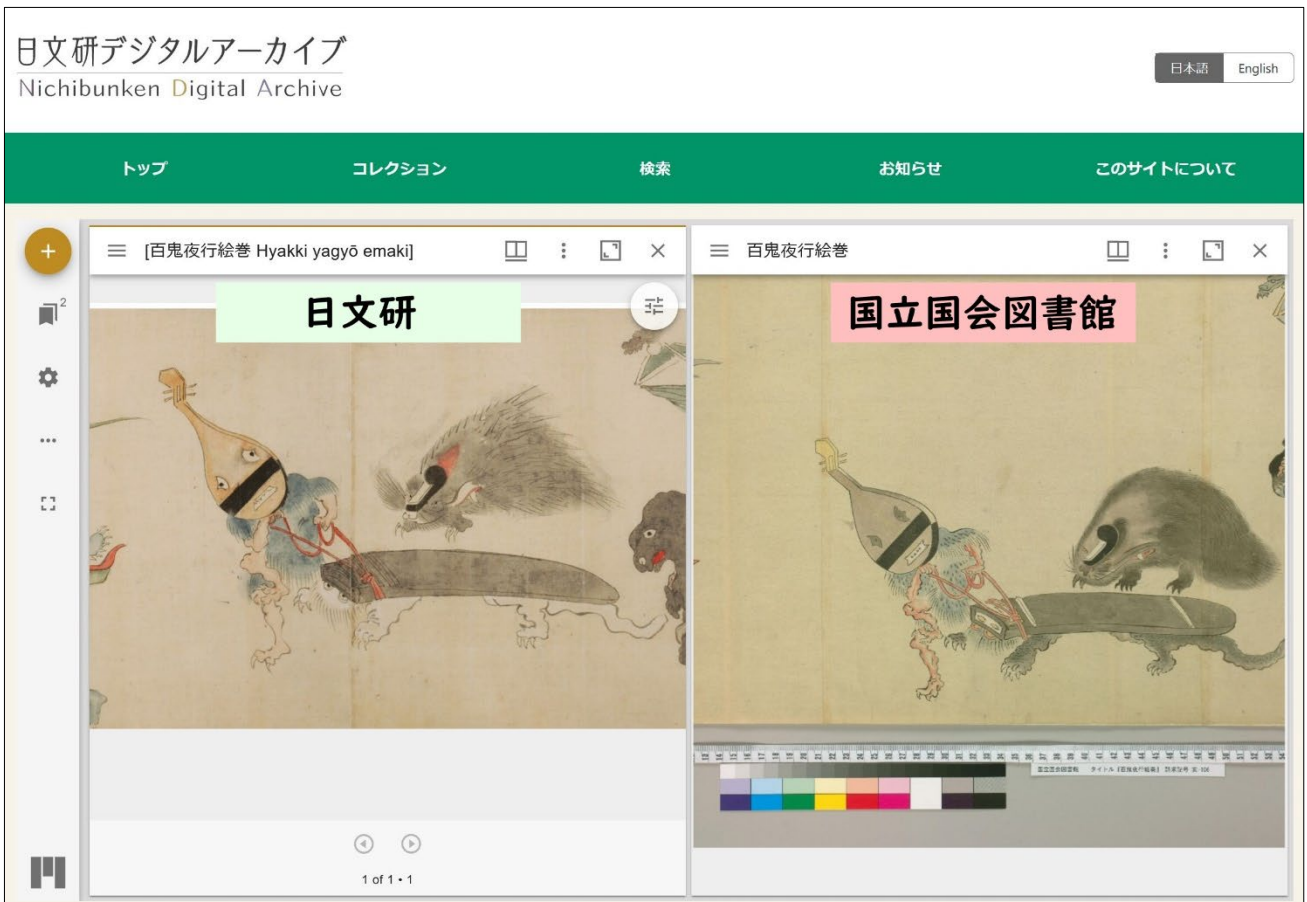 日文研デジタルアーカイブ
Nichibunken Digital Archive
日本語 English
トップ コレクション 検索 お知らせ このサイトについて
[百鬼夜行絵巻 Hyakki yagyō emaki]
2
日文研
1 of 1 • 1
百鬼夜行絵巻
国立国会図書館